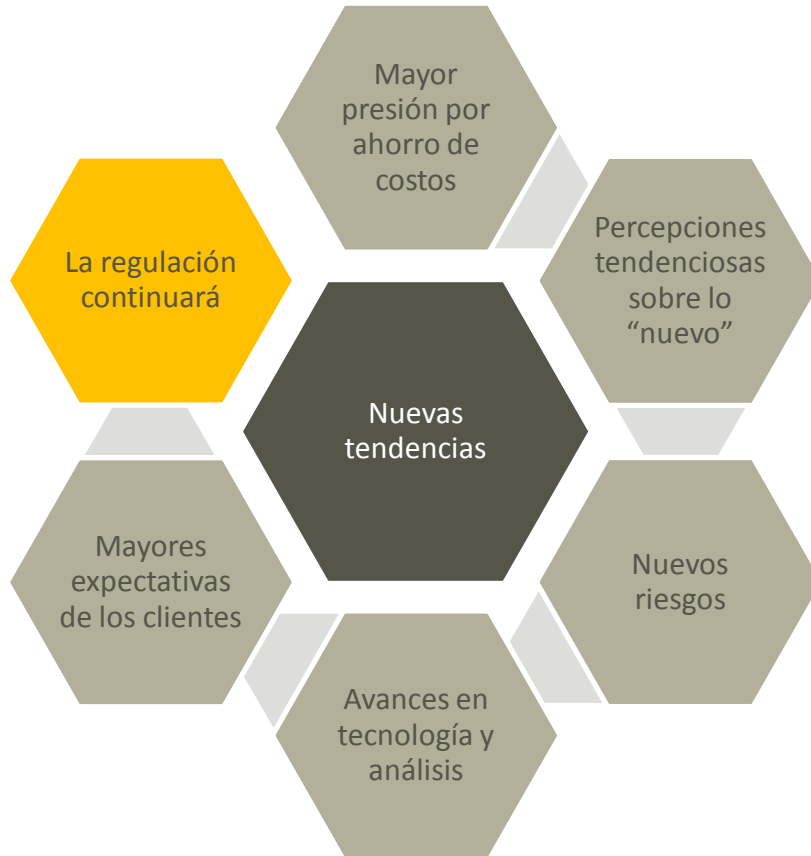 Mayor
presión por
ahorro de
costos
La regulación
continuará
Percepciones
tendenciosas
sobre lo
“nuevo”
Nuevas
tendencias
Mayores
expectativas
de los clientes
Nuevos
riesgos
Avances en
tecnología y
análisis